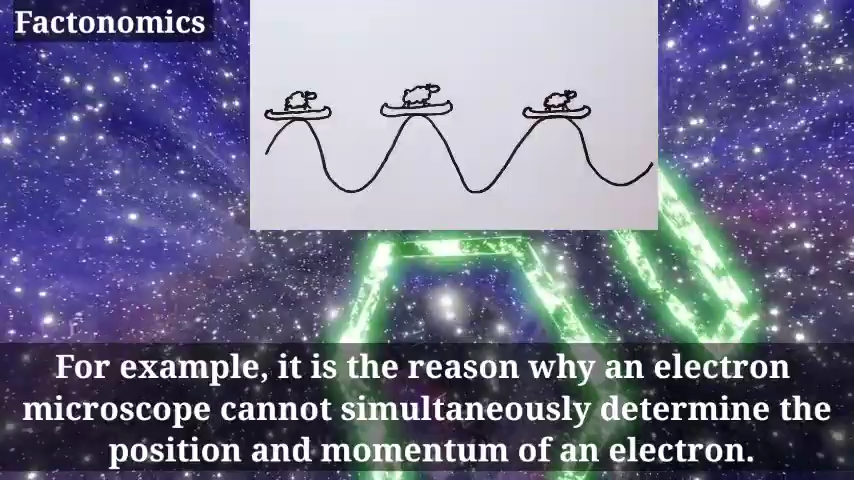 Factonomics
For example, it is the reason why an electron
microscope cannot simultaneously determine the
position and momentum of an electron.